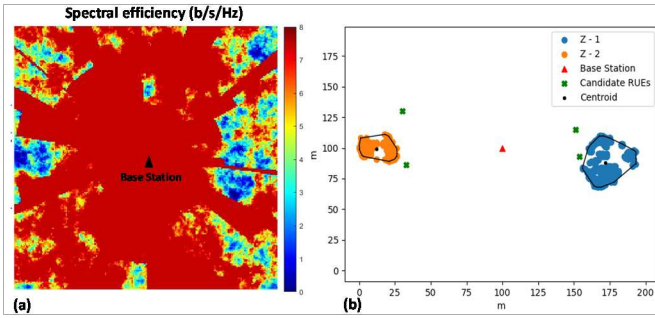 Spectral efficiency (b/s/Hz)
Base Station
8
7
6
5
4
3
2
1
0
(a)
175
150
125
100
75
50
25
0
m
Z - 1
Z - 2
Base Station
Candidate RUEs
Centroid
0 25 50 75 100 125 150 175 200
m
(b)